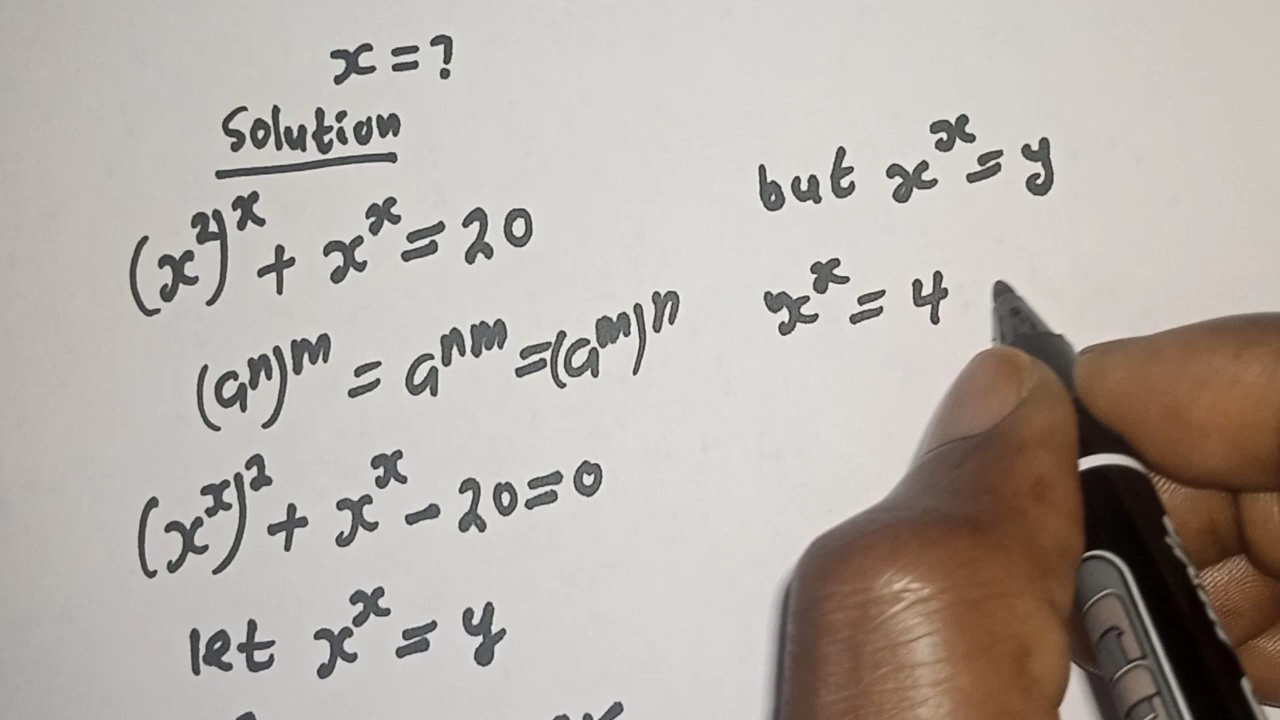 x = ?
Solution
(x²)ˣ + xˣ = 20
(aⁿ)ᵐ = aⁿᵐ = (aᵐ)ⁿ
(xˣ)² + xˣ - 20 = 0
let xˣ = y
but xˣ = y
xˣ = 4